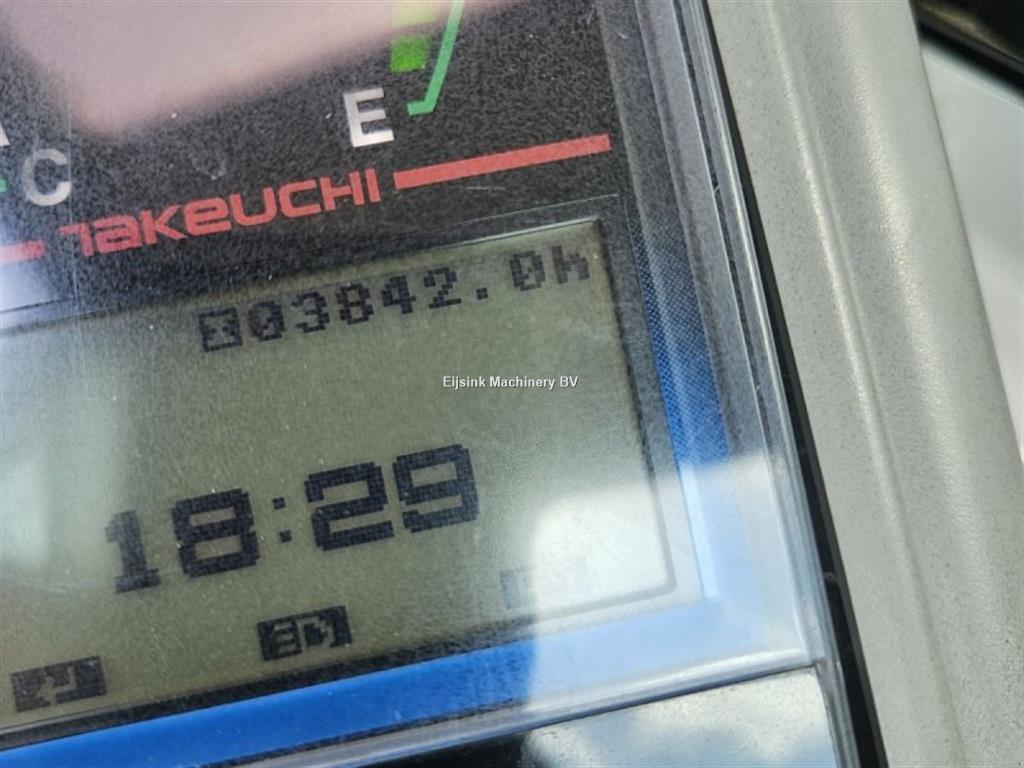 E
C
TAKEUCHI
03842.0h
Eijsink Machinery BV
18:29